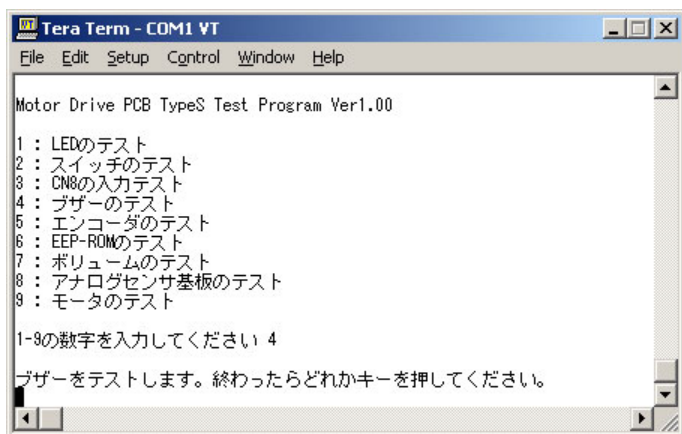 Tera Term - COM1 VT
File Edit Setup Control Window Help
Motor Drive PCB TypeS Test Program Ver1.00
1 : LEDのテスト
2 : スイッチのテスト
3 : CN8の入力テスト
4 : ブザーのテスト
5 : エンコーダのテスト
6 : EEP-ROMのテスト
7 : ボリュームのテスト
8 : アナログセンサ基板のテスト
9 : モータのテスト
1-9の数字を入力してください 4
ブザーをテストします。終わったらどれかキーを押してください。